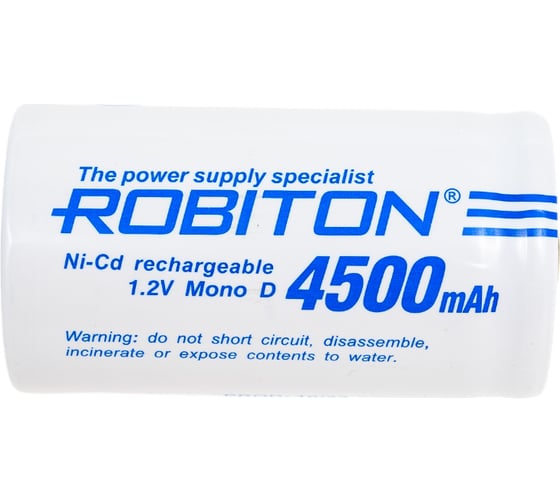 The power supply specialist
ROBITON®
Ni-Cd rechargeable
1.2V Mono D 4500mAh
Warning: do not short circuit, disassemble,
incinerate or expose contents to water.